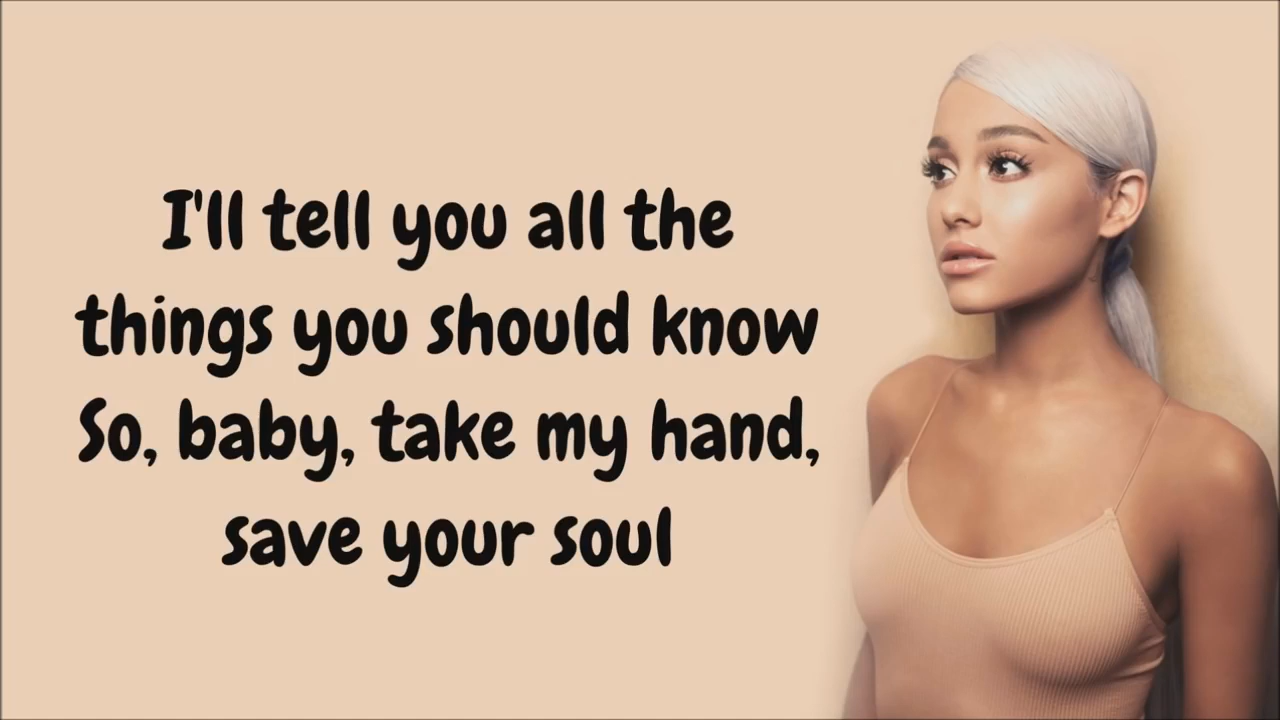 I'll tell you all the
things you should know
So, baby, take my hand,
save your soul